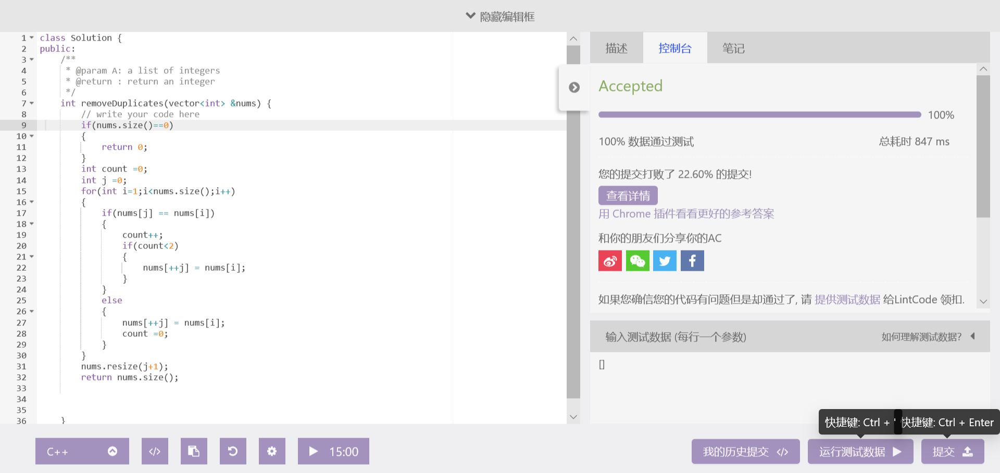 隐藏编辑框
1 class Solution {
2 public:
3 /**
4 * @param A: a list of integers
5 * @return : return an integer
6 */
7 int removeDuplicates(vector<int> &nums) {
8 // write your code here
9 if(nums.size()==0)
10 {
11 return 0;
12 }
13 int count =0;
14 int j =0;
15 for(int i=1;i<nums.size();i++)
16 {
17 if(nums[j] == nums[i])
18 {
19 count++;
20 if(count<2)
21 {
22 nums[++j] = nums[i];
23 }
24 }
25 else
26 {
27 nums[++j] = nums[i];
28 count =0;
29 }
30 }
31 nums.resize(j+1);
32 return nums.size();
33
34
35
36 }
描述 控制台 笔记
Accepted
100%
100% 数据通过测试 总耗时 847 ms
您的提交打败了 22.60% 的提交!
查看详情
用 Chrome 插件看看更好的参考答案
和你的朋友们分享你的AC
如果您确信您的代码有问题但是却通过了, 请 提供测试数据 给LintCode 领扣.
输入测试数据 (每行一个参数) 如何理解测试数据?
[]
快捷键: Ctrl + ' 快捷键: Ctrl + Enter
C++ </> 15:00 我的历史提交 </> 运行测试数据 提交